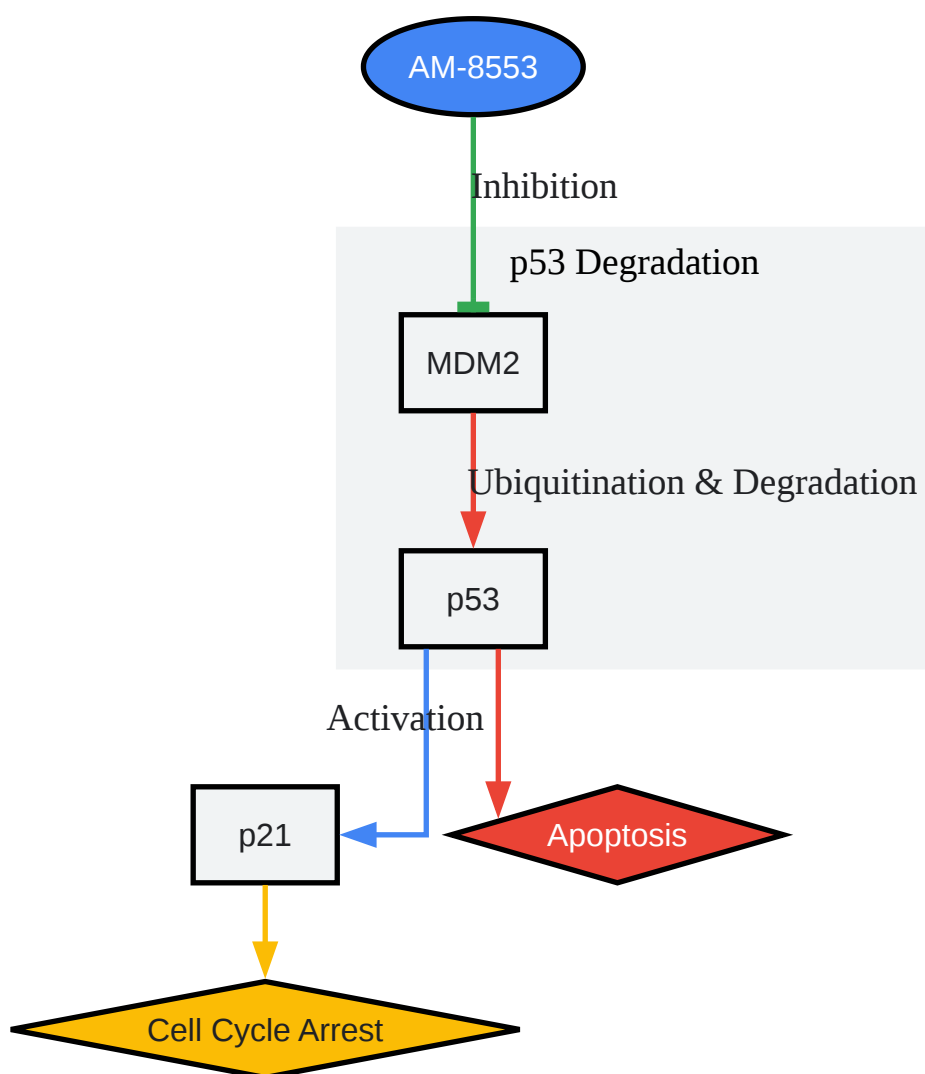 AM-8553
Inhibition
p53 Degradation
MDM2
Ubiquitination & Degradation
p53
Activation
p21
Apoptosis
Cell Cycle Arrest